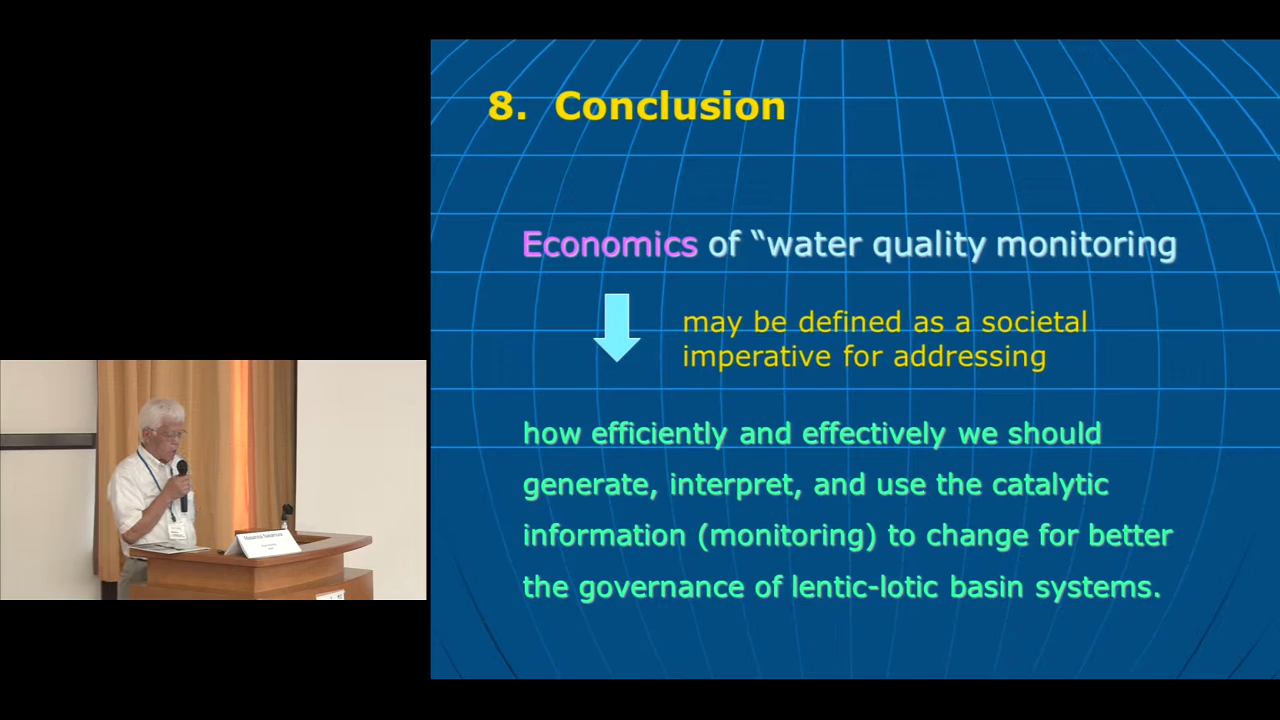 8. Conclusion
Economics of “water quality monitoring
may be defined as a societal
imperative for addressing
how efficiently and effectively we should
generate, interpret, and use the catalytic
information (monitoring) to change for better
the governance of lentic-lotic basin systems.